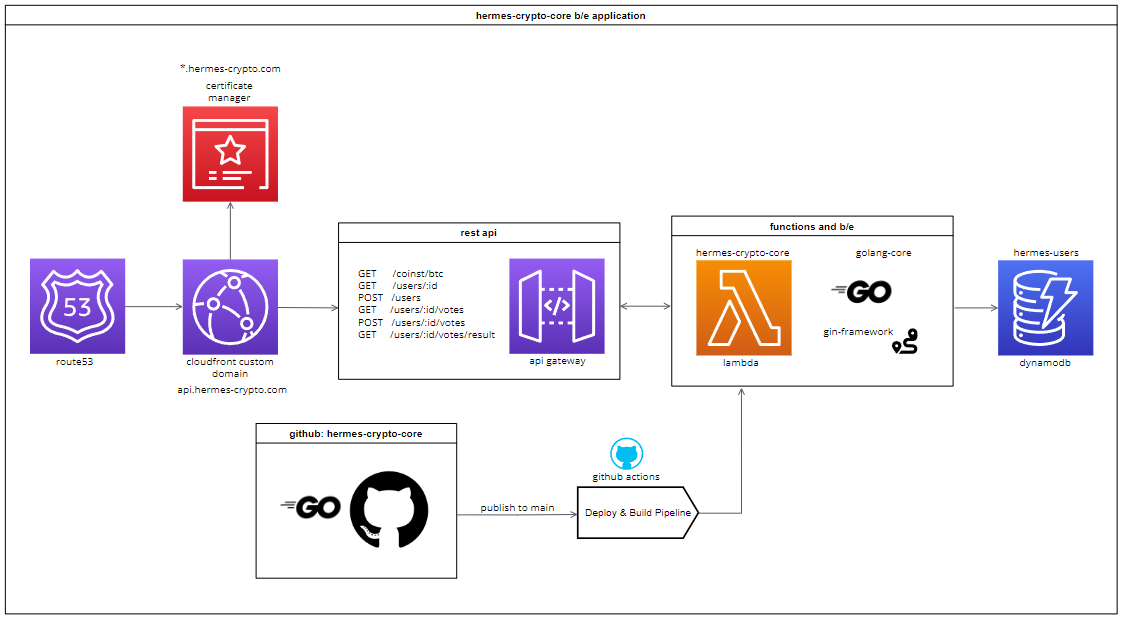 hermes-crypto-core b/e application
*.hermes-crypto.com
certificate
manager
53
route53
cloudfront custom
domain
api.hermes-crypto.com
rest api
GET /coinst/btc
GET /users/:id
POST /users
GET /users/:id/votes
POST /users/:id/votes
GET /users/:id/votes/result
</>
api gateway
functions and b/e
hermes-crypto-core
lambda
golang-core
GO
gin-framework
hermes-users
dynamodb
github: hermes-crypto-core
GO
publish to main
github actions
Deploy & Build Pipeline